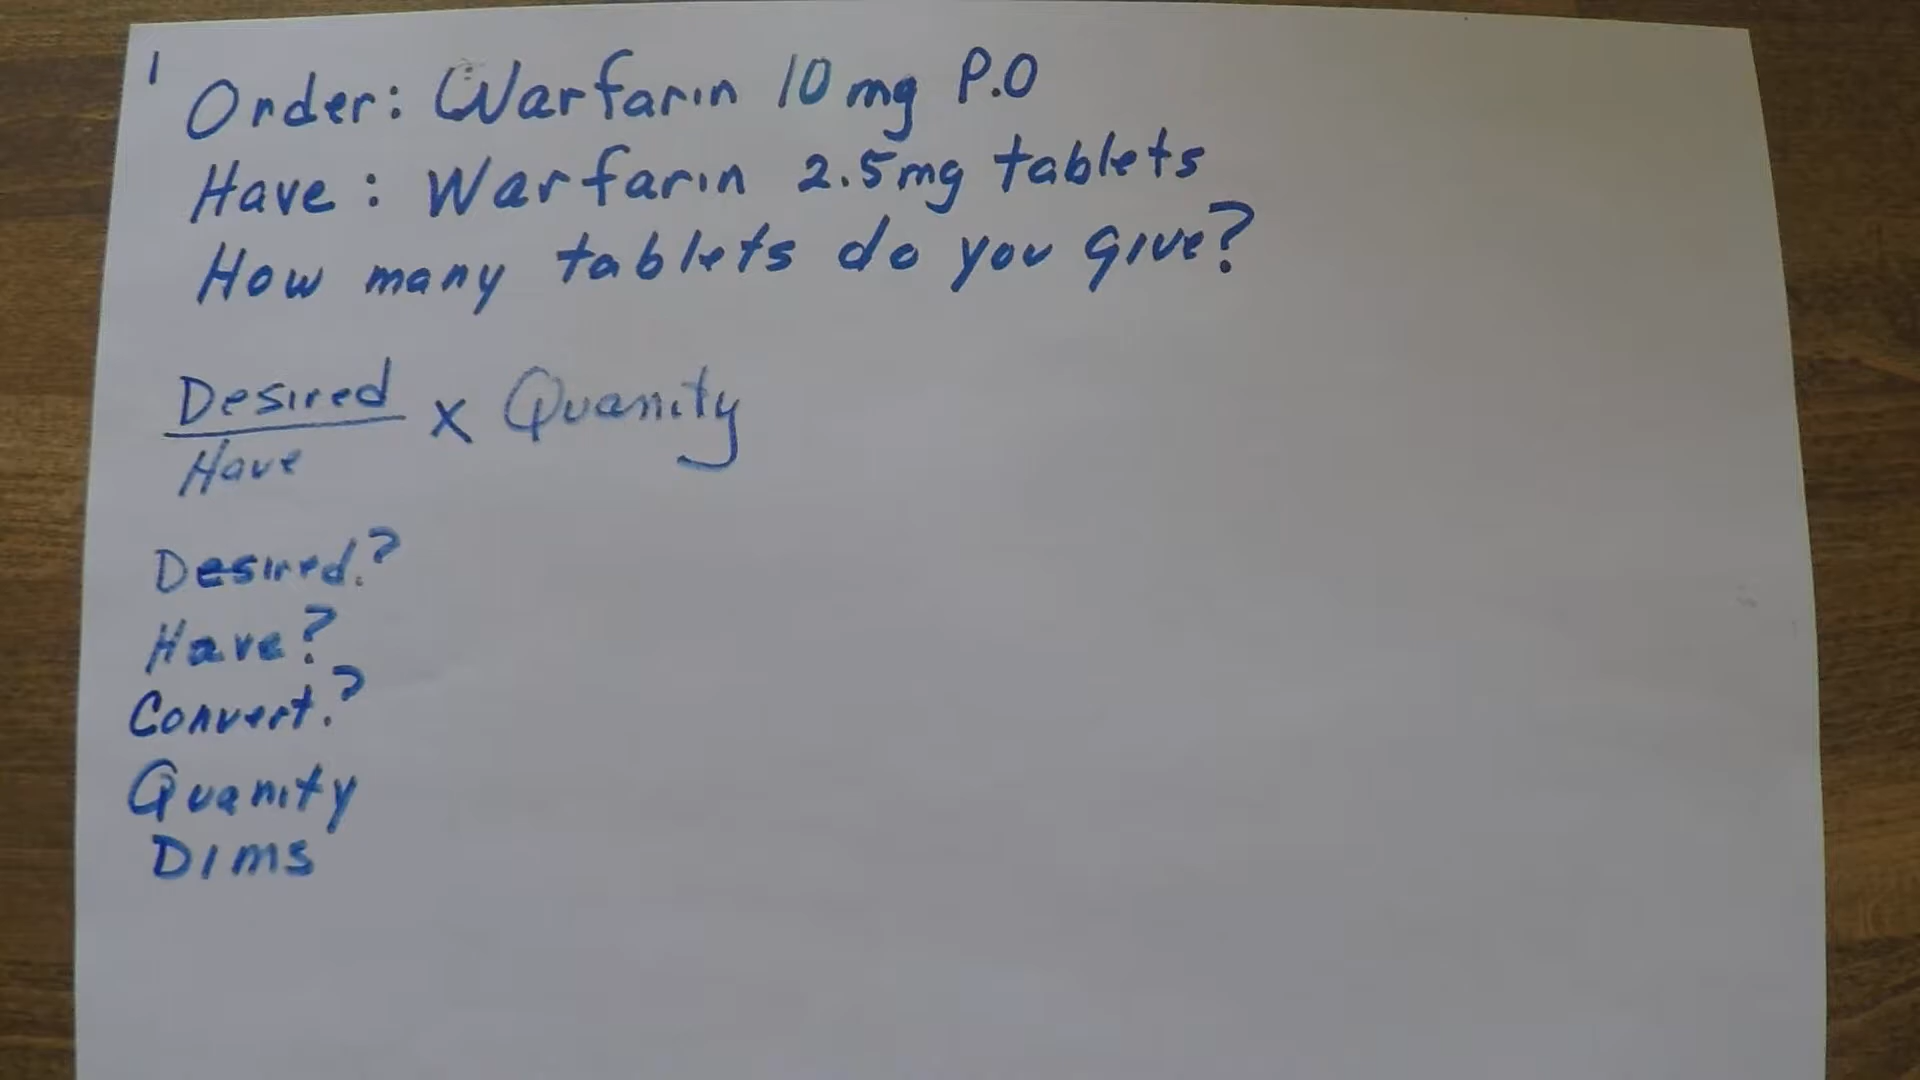 1
Order: Warfarin 10 mg P.O
Have: Warfarin 2.5mg tablets
How many tablets do you give?
Desired
Have
x Quanity
Desired?
Have?
Convert?
Quanity
Dims